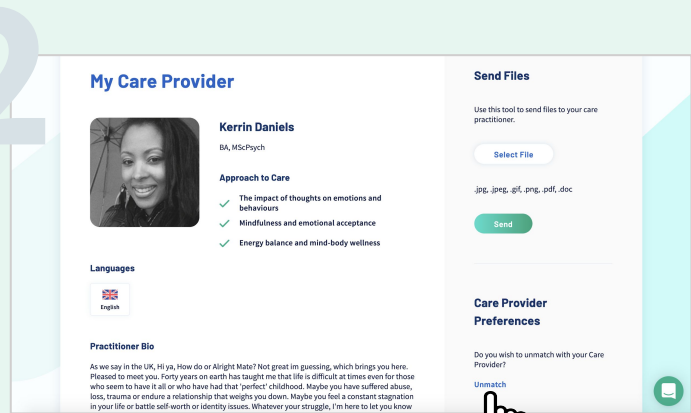 2
My Care Provider
Kerrin Daniels
BA, MScPsych
Approach to Care
The impact of thoughts on emotions and
behaviours
Mindfulness and emotional acceptance
Energy balance and mind-body wellness
Languages
English
Practitioner Bio
As we say in the UK, Hi ya, How do or Alright Mate? Not great im guessing, which brings you here.
Pleased to meet you. Forty years on earth has taught me that life is difficult at times even for those
who seem to have it all or who have had that 'perfect' childhood. Maybe you have suffered abuse,
loss, trauma or endure a relationship that weighs you down. Maybe you feel a constant stagnation
in your life or battle self-worth or identity issues. Whatever your struggle, I'm here to let you know
Send Files
Use this tool to send files to your care
practitioner.
Select File
.jpg, .jpeg, .gif, .png, .pdf, .doc
Send
Care Provider
Preferences
Do you wish to unmatch with your Care
Provider?
Unmatch